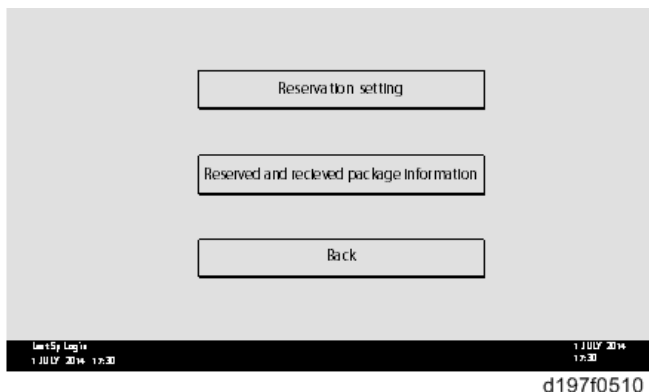 Reservation setting
Reserved and recieved package information
Back
Last Sp Login
1 JULY 2014 17:30
1 JULY 2014
17:30
d197f0510